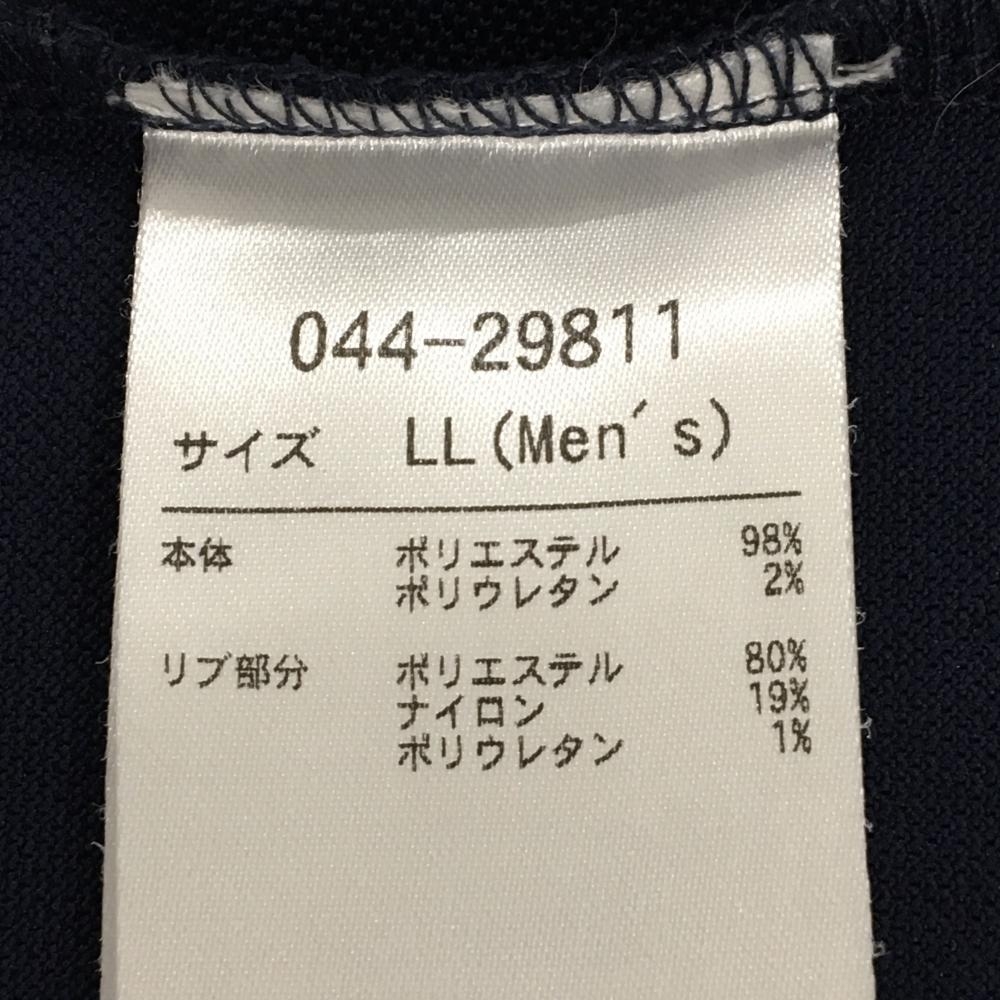 044-29811
サイズ LL(Men's)
本体 ポリエステル 98%
ポリウレタン 2%
リブ部分 ポリエステル 80%
ナイロン 19%
ポリウレタン 1%